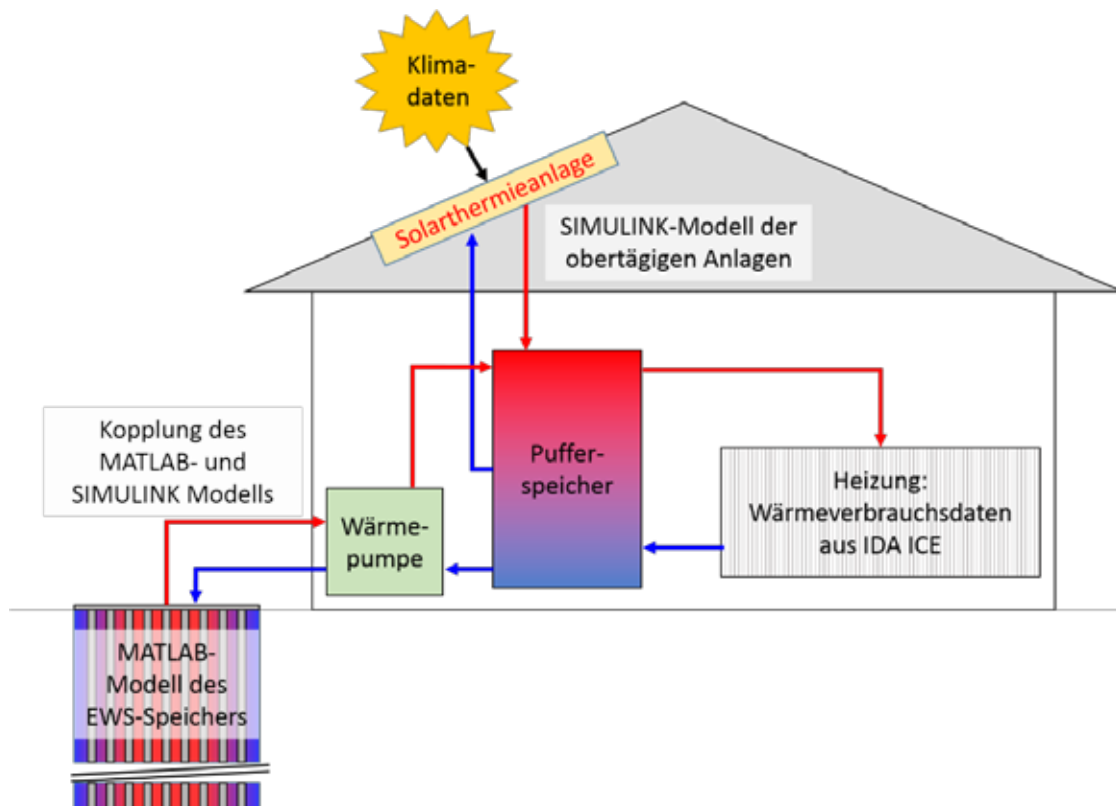 Klima-
daten
Solarthermieanlage
SIMULINK-Modell der
obertägigen Anlagen
Kopplung des
MATLAB- und
SIMULINK Modells
Puffer-
speicher
Heizung:
Wärmeverbrauchsdaten
aus IDA ICE
Wärme-
pumpe
MATLAB-
Modell des
EWS-Speichers